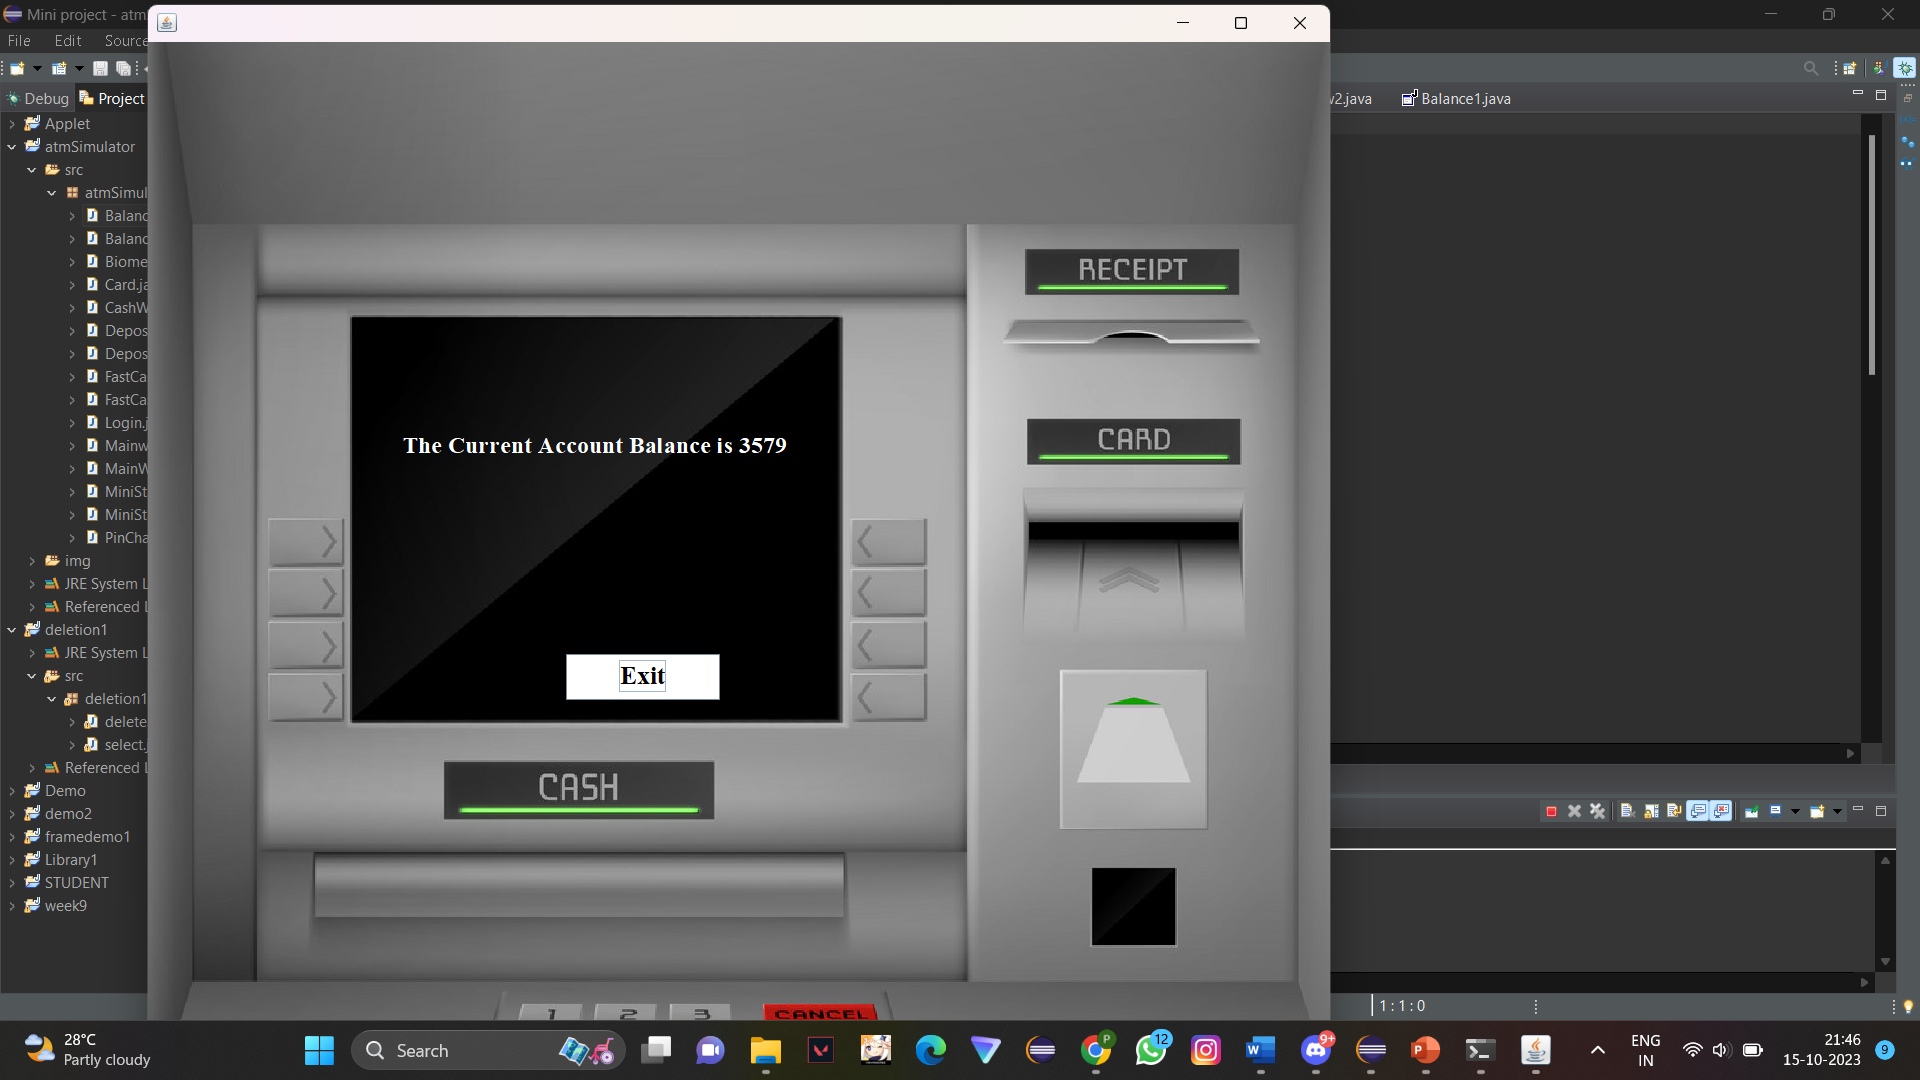 Mini project - atm
File Edit Source
Debug Project
w2.java Balance1.java
Applet
atmSimulator
src
atmSimul
Balanc
Balanc
Biome
Card.ja
CashW
Depos
Depos
FastCa
FastCa
Login.j
Mainw
MainW
MiniSt
MiniSt
PinCha
img
JRE System L
Referenced L
deletion1
JRE System L
src
deletion1
delete
select.
Referenced L
Demo
demo2
framedemo1
Library1
STUDENT
week9
RECEIPT
CARD
The Current Account Balance is 3579
Exit
CASH
1 2 3 CANCEL
1 : 1 : 0
28°C
Partly cloudy
Search
P
12
9+
ENG
IN
21:46
15-10-2023
9